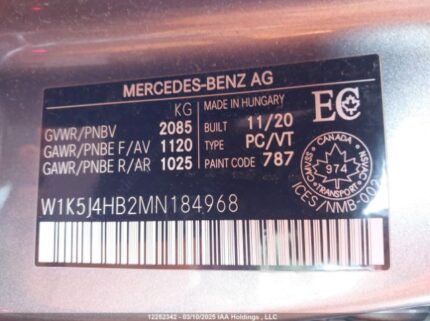 MERCEDES-BENZ AG
KG
GVWR/PNBV 2085
GAWR/PNBE F/AV 1120
GAWR/PNBE R/AR 1025
MADE IN HUNGARY
BUILT 11/20
TYPE PC/VT
PAINT CODE 787
EC
CANADA
974
TRANSPORT
ICES/NMB-002
W1K5J4HB2MN184968
12252342 - 03/10/2025 IAA Holdings , LLC